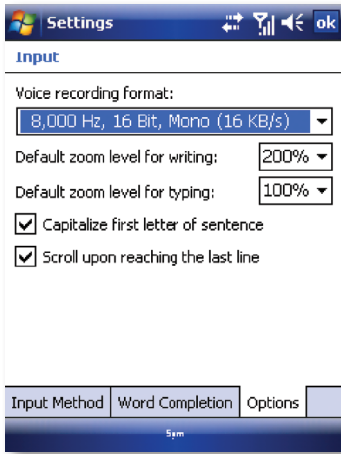 Settings
ok
Input
Voice recording format:
8,000 Hz, 16 Bit, Mono (16 KB/s)
Default zoom level for writing: 200%
Default zoom level for typing: 100%
Capitalize first letter of sentence
Scroll upon reaching the last line
Input Method Word Completion Options
Sym